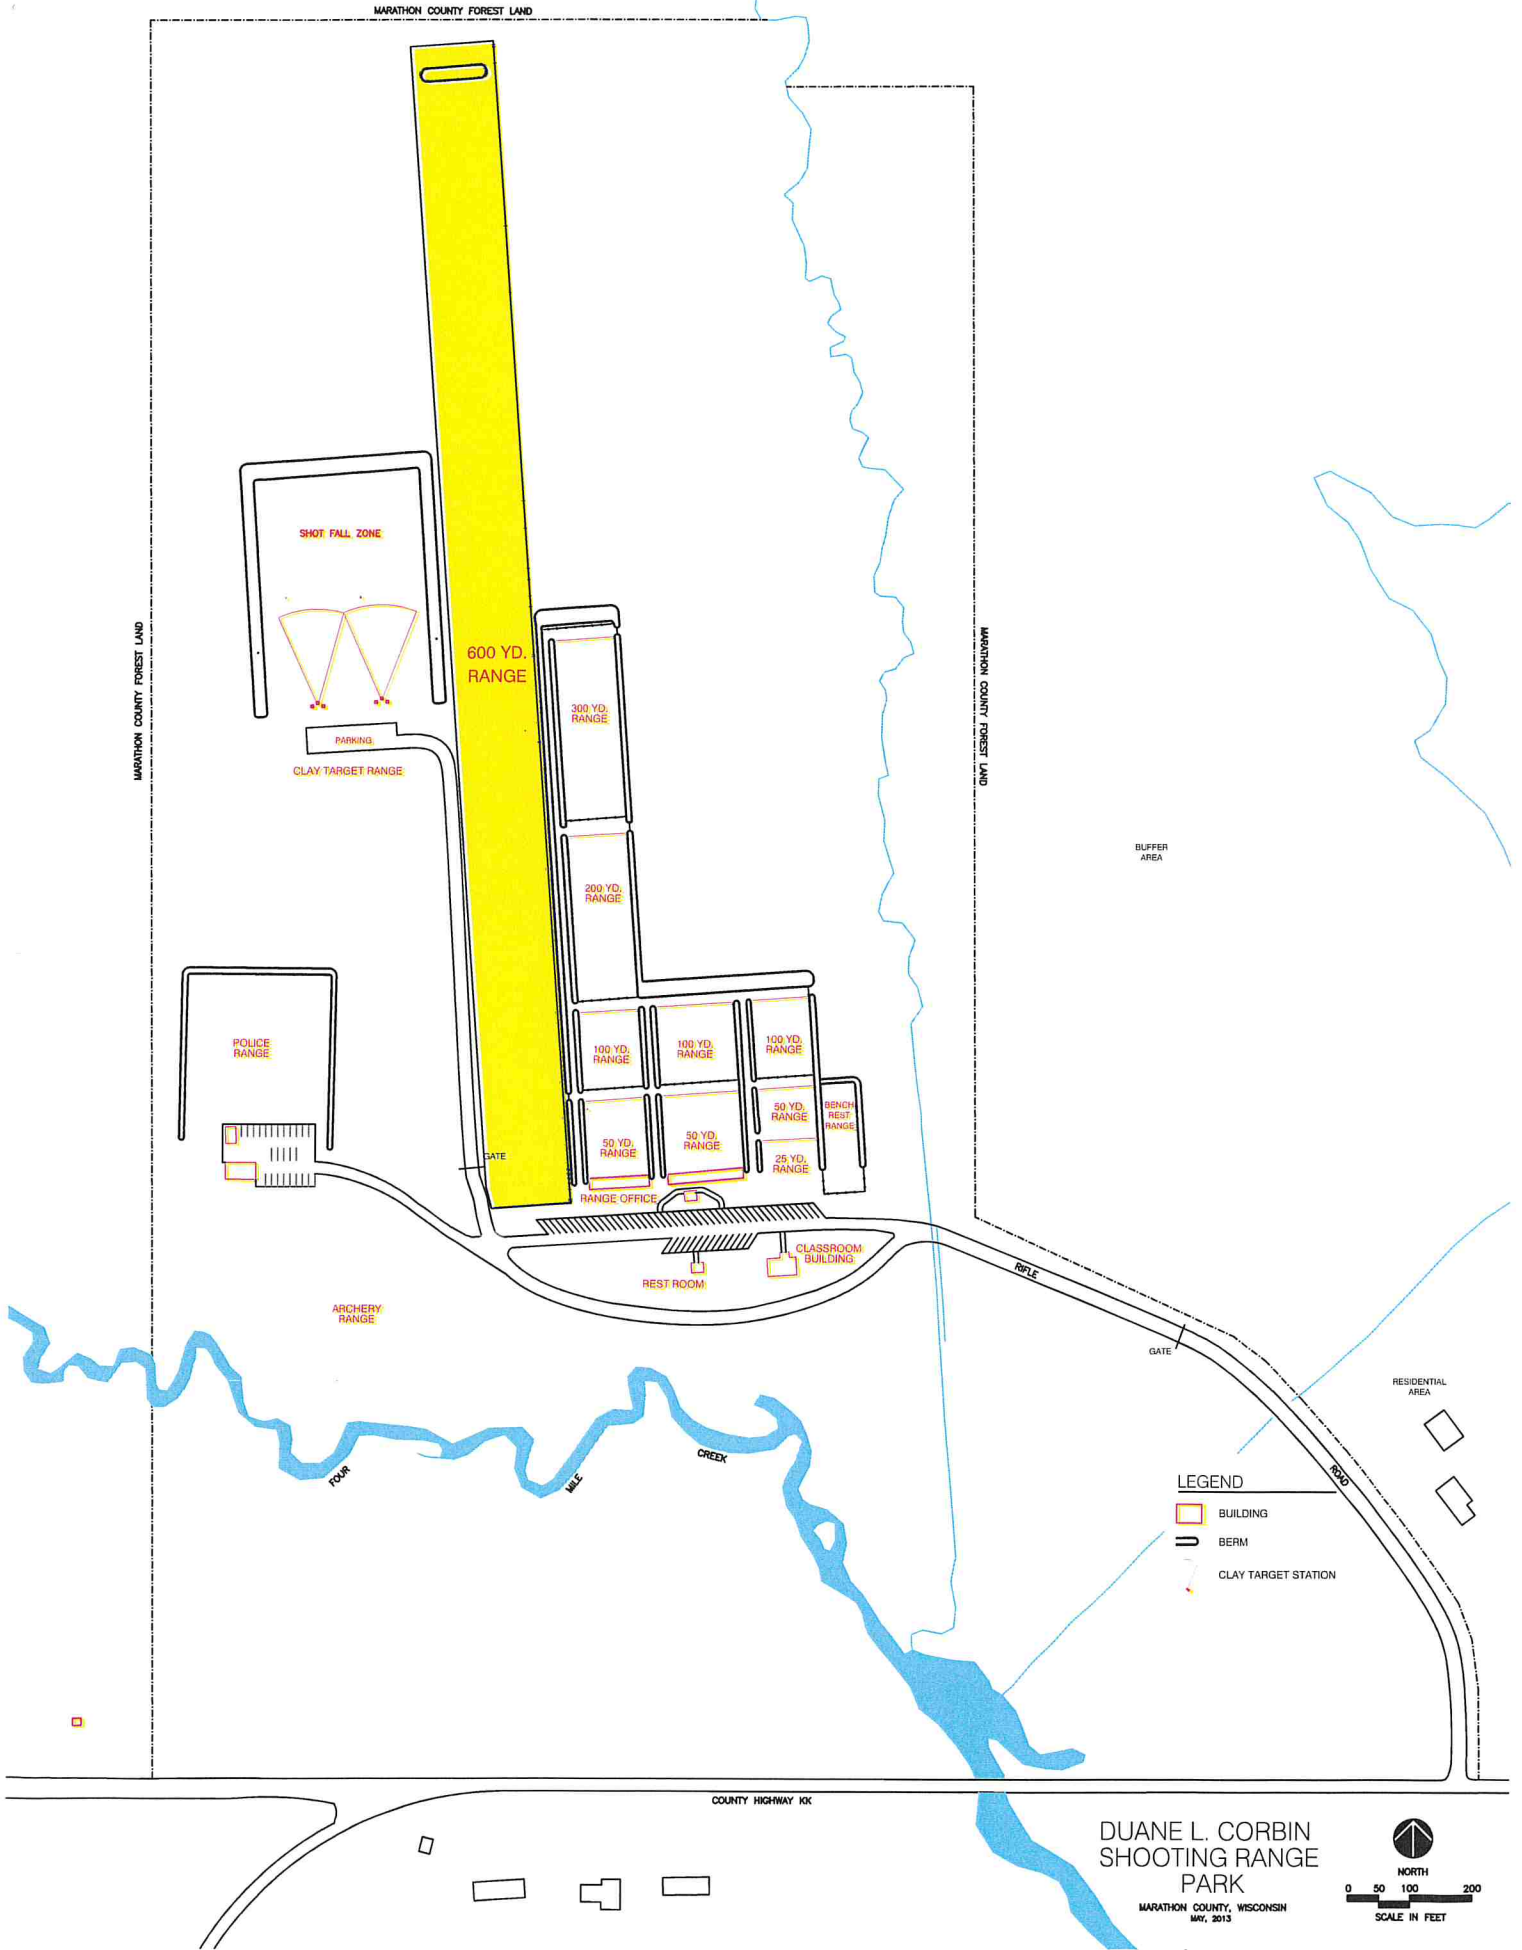 MARATHON COUNTY FOREST LAND
SHOT FALL ZONE
MARATHON COUNTY FOREST LAND
MARATHON COUNTY FOREST LAND
600 YD.
RANGE
300 YD.
RANGE
PARKING
CLAY TARGET RANGE
BUFFER
AREA
200 YD.
RANGE
POLICE
RANGE
100 YD.
RANGE
100 YD.
RANGE
100 YD.
RANGE
50 YD.
RANGE
BENCH
REST
RANGE
50 YD.
RANGE
50 YD.
RANGE
25 YD.
RANGE
GATE
RANGE OFFICE
CLASSROOM
BUILDING
REST ROOM
RIFLE
ROAD
GATE
ARCHERY
RANGE
RESIDENTIAL
AREA
FOUR
MILE
CREEK
LEGEND
BUILDING
BERM
CLAY TARGET STATION
COUNTY HIGHWAY KK
DUANE L. CORBIN
SHOOTING RANGE
PARK
MARATHON COUNTY, WISCONSIN
MAY, 2013
NORTH
0 50 100 200
SCALE IN FEET